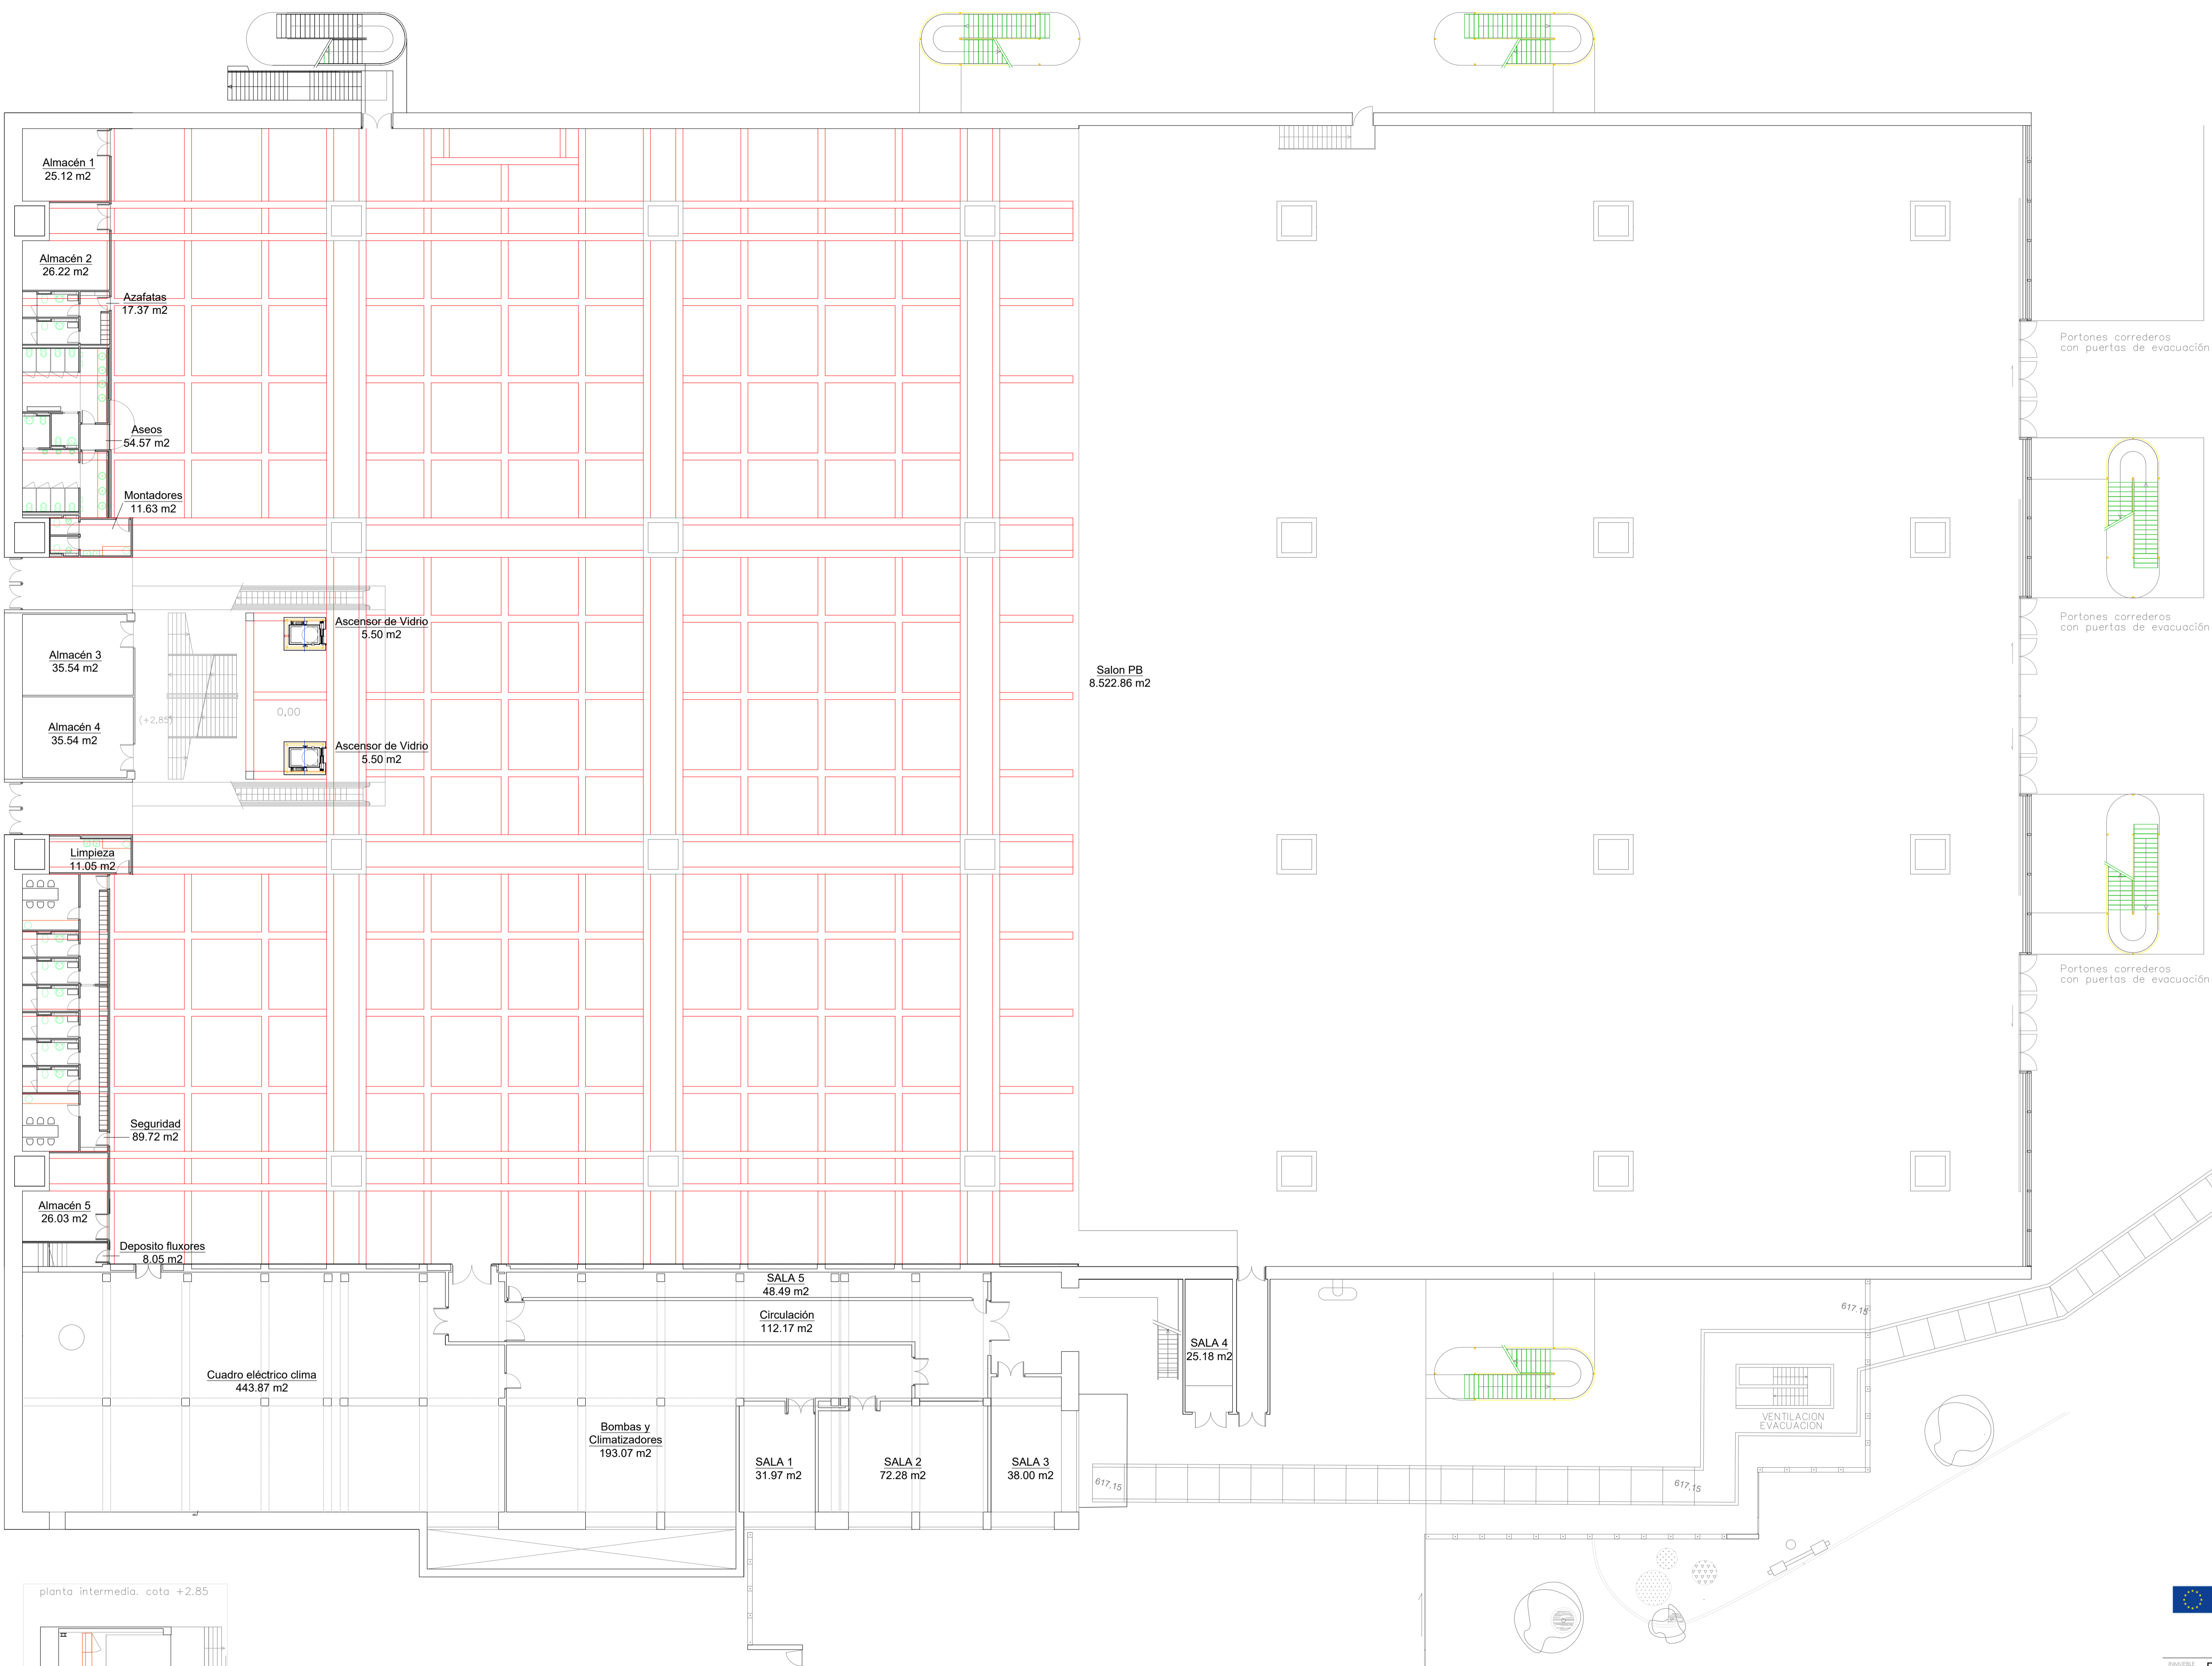 Almacén 1
25.12 m2
Almacén 2
26.22 m2
Azafatas
17.37 m2
Portones correderos
con puertas de evacuación
Aseos
54.57 m2
Montadores
11.63 m2
Ascensor de Vidrio
5.50 m2
Portones correderos
con puertas de evacuación
Almacén 3
35.54 m2
Salon PB
8.522.86 m2
(+2,85)
0,00
Almacén 4
35.54 m2
Ascensor de Vidrio
5.50 m2
Limpieza
11.05 m2
Portones correderos
con puertas de evacuación
Seguridad
89.72 m2
Almacén 5
26.03 m2
Deposito fluxores
8.05 m2
SALA 5
48.49 m2
Circulación
112.17 m2
617,15
SALA 4
25.18 m2
Cuadro eléctrico clima
443.87 m2
VENTILACION
EVACUACION
Bombas y
Climatizadores
193.07 m2
SALA 1
31.97 m2
SALA 2
72.28 m2
SALA 3
38.00 m2
617,15
617,15
planta intermedia. cota +2.85
INMUEBLE